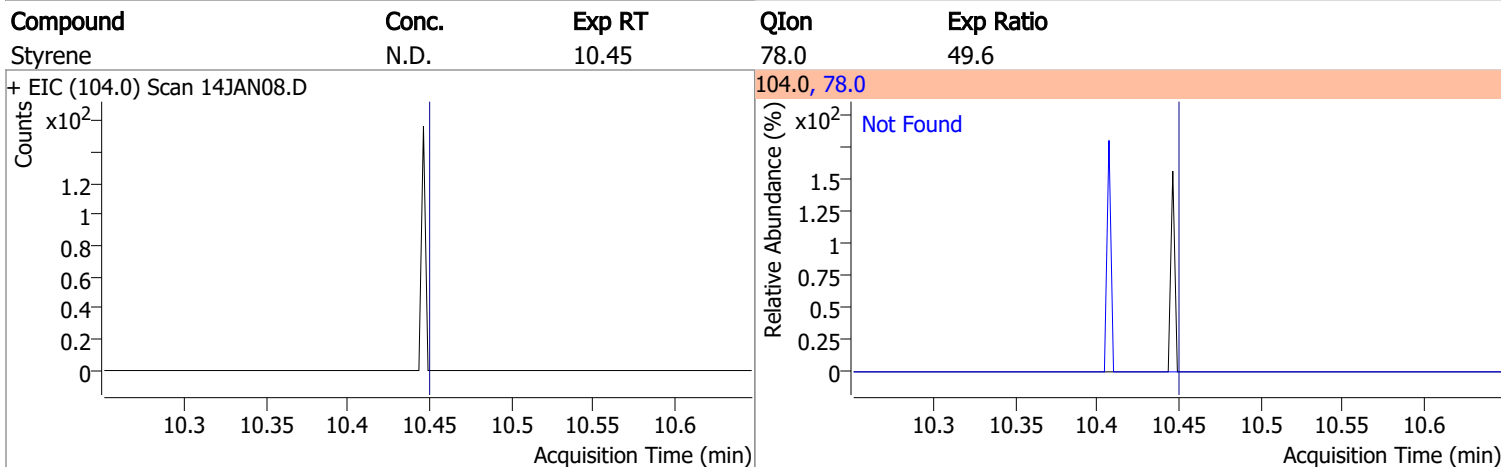 Compound Conc. Exp RT QIon Exp Ratio
Styrene N.D. 10.45 78.0 49.6
+ EIC (104.0) Scan 14JAN08.D
Counts
x10²
1.2
1
0.8
0.6
0.4
0.2
0
10.3 10.35 10.4 10.45 10.5 10.55 10.6
Acquisition Time (min)
104.0, 78.0
Relative Abundance (%)
x10²
Not Found
1.5
1.25
1
0.75
0.5
0.25
0
10.3 10.35 10.4 10.45 10.5 10.55 10.6
Acquisition Time (min)